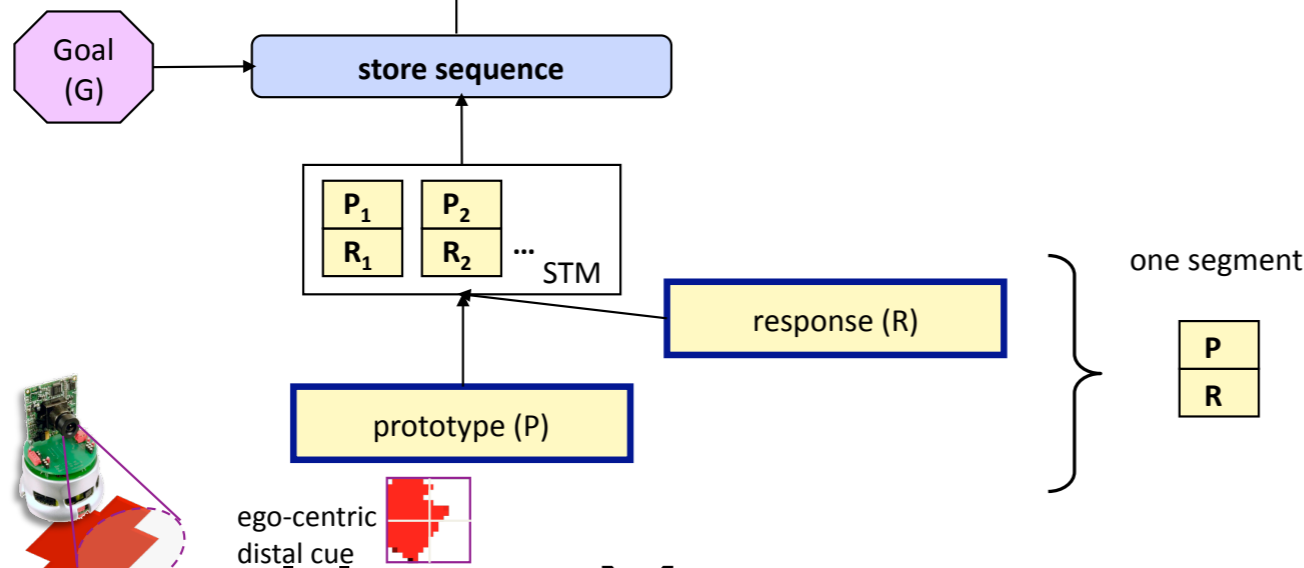 Goal
(G)
store sequence
P1 P2
R1 R2 ...
STM
one segment
response (R)
P
R
prototype (P)
ego-centric
distal cue